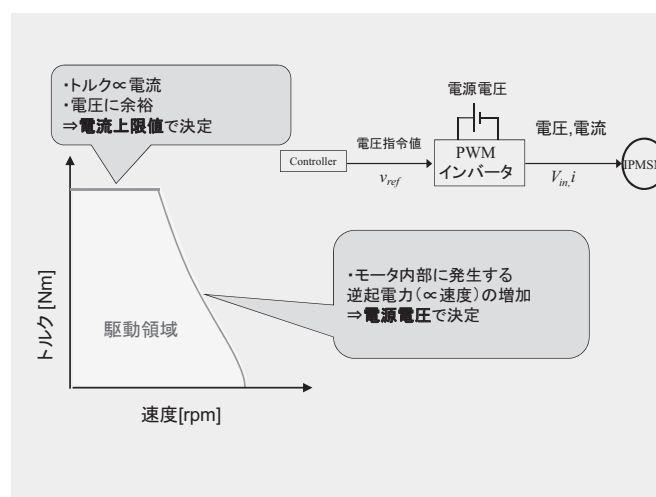 ・トルク∝電流
・電圧に余裕
⇒電流上限値で決定
電源電圧
電圧指令値
電圧,電流
Controller
PWM
インバータ
v_ref
V_in,i
IPMSM
トルク [Nm]
・モータ内部に発生する
逆起電力(∝速度)の増加
⇒電源電圧で決定
駆動領域
速度[rpm]